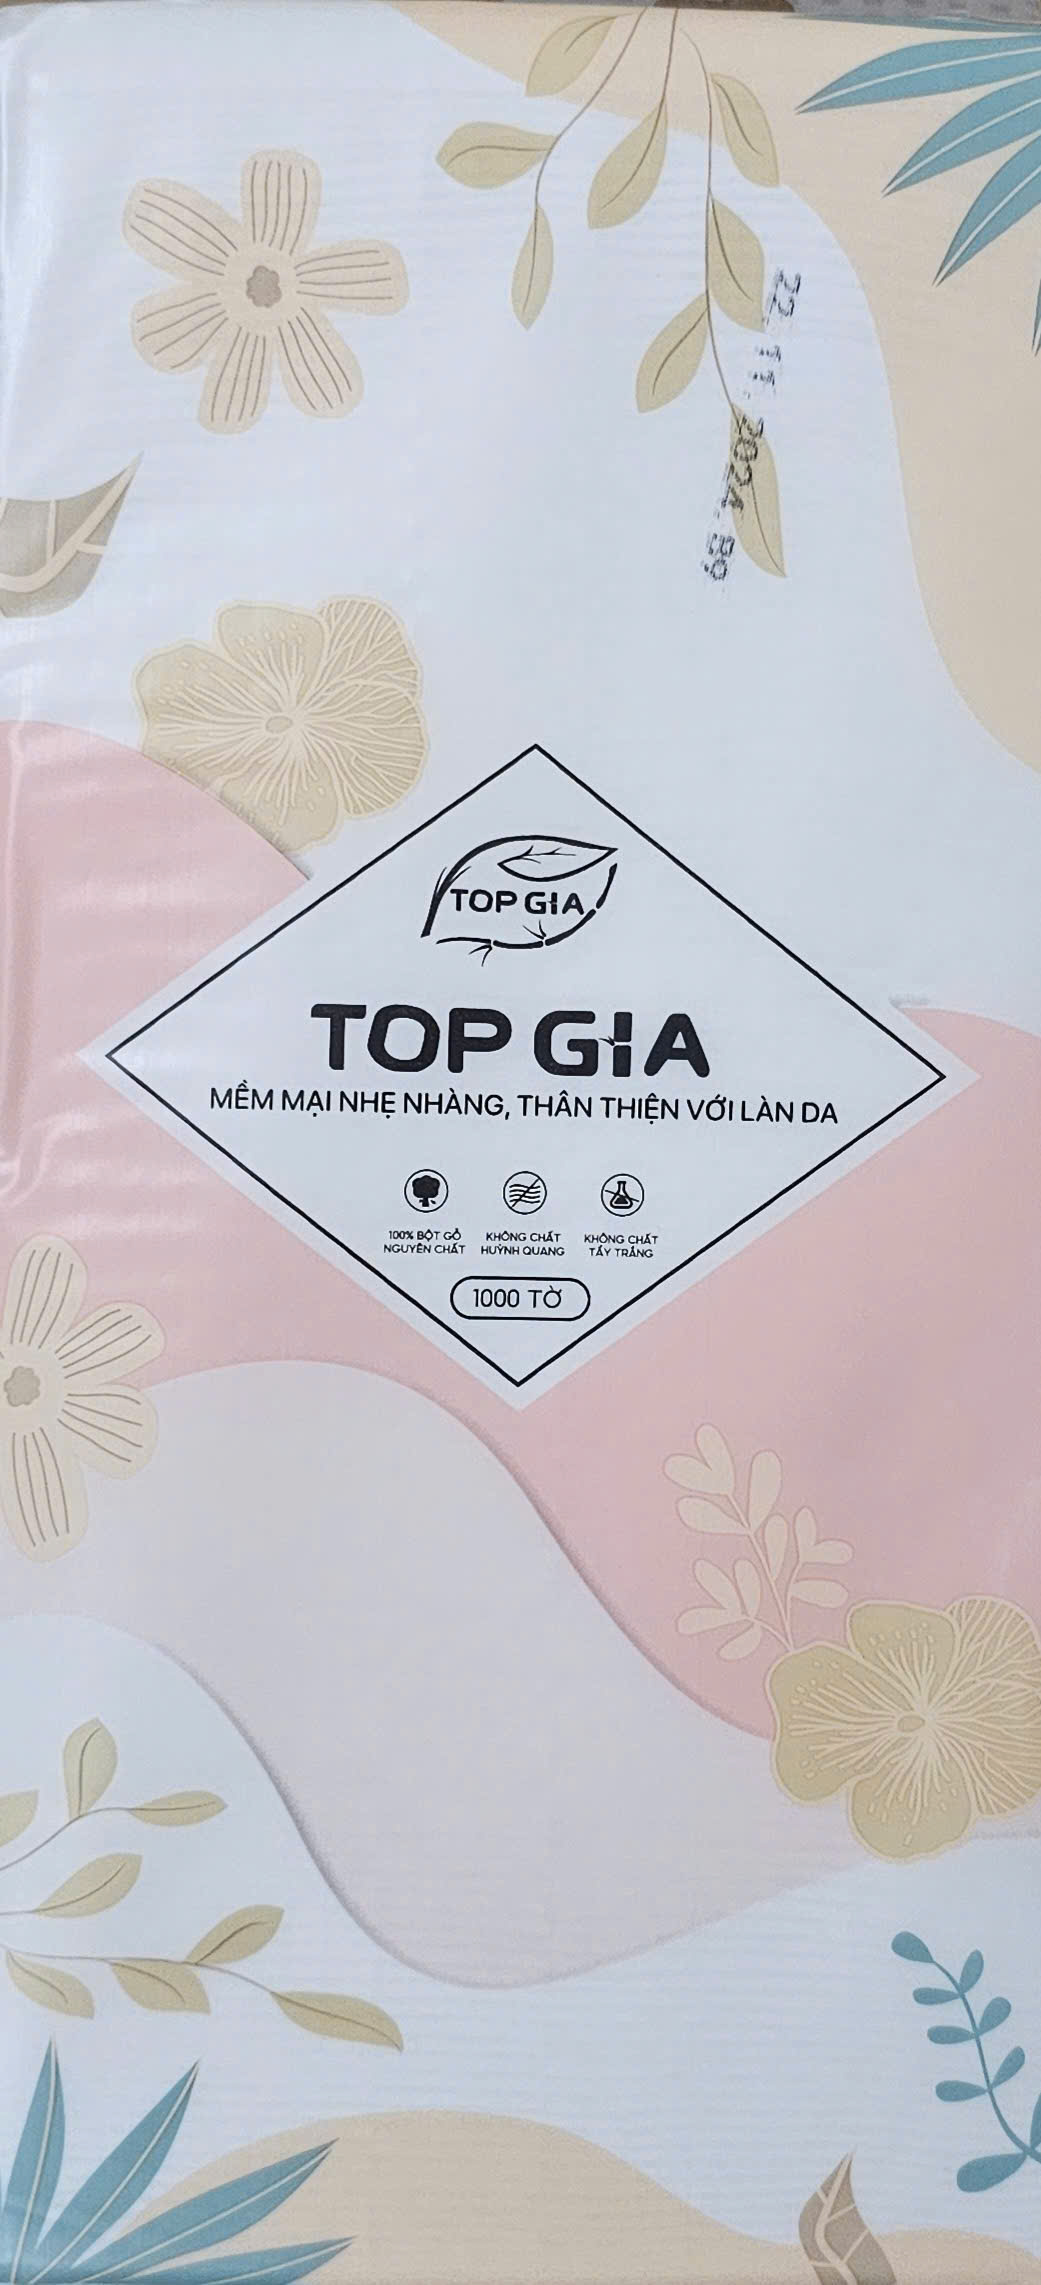 22 11 2024 B9
TOP GIA
TOP GIA
MỀM MẠI NHẸ NHÀNG, THÂN THIỆN VỚI LÀN DA
100% BỘT GỖ
NGUYÊN CHẤT
KHÔNG CHẤT
HUỲNH QUANG
KHÔNG CHẤT
TẨY TRẮNG
1000 TỜ